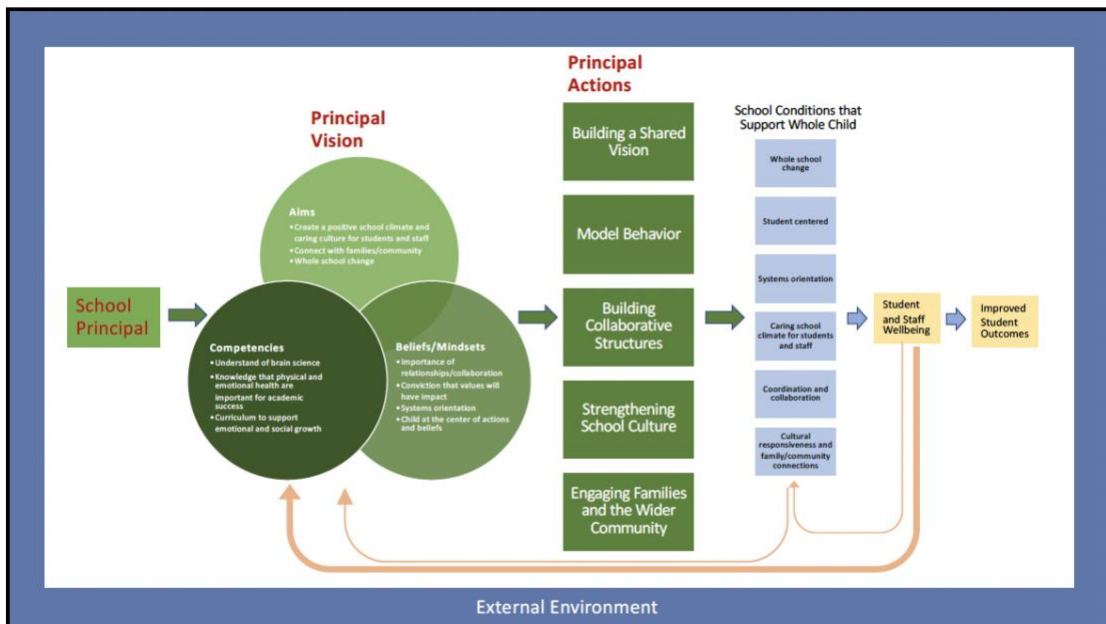 School
Principal
Principal
Vision
Aims
• Create a positive school climate and
caring culture for students and staff
• Connect with families/community
• Whole school change
Competencies
• Understand of brain science
• Knowledge that physical and
emotional health are
important for academic
success
• Curriculum to support
emotional and social growth
Beliefs/Mindsets
• Importance of
relationships/collaboration
• Conviction that values will
have impact
• Systems orientation
• Child at the center of actions
and beliefs
Principal
Actions
Building a Shared
Vision
Model Behavior
Building
Collaborative
Structures
Strengthening
School Culture
Engaging Families
and the Wider
Community
School Conditions that
Support Whole Child
Whole school
change
Student centered
Systems orientation
Caring school
climate for students
and staff
Coordination and
collaboration
Cultural
responsiveness and
family/community
connections
Student
and Staff
Wellbeing
Improved
Student
Outcomes
External Environment